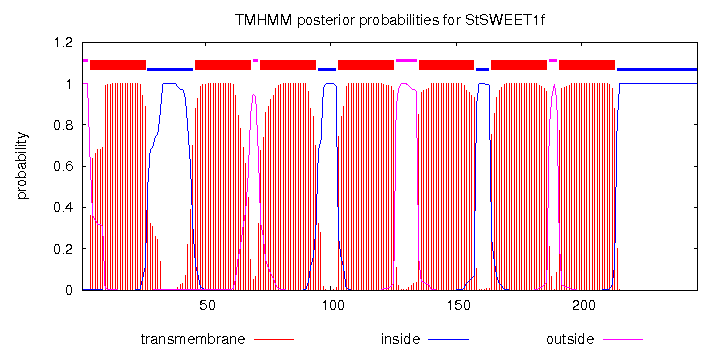 TMHMM posterior probabilities for StSWEET1f
1.2
1
0.8
0.6
0.4
0.2
0
probability
50
100
150
200
transmembrane
inside
outside